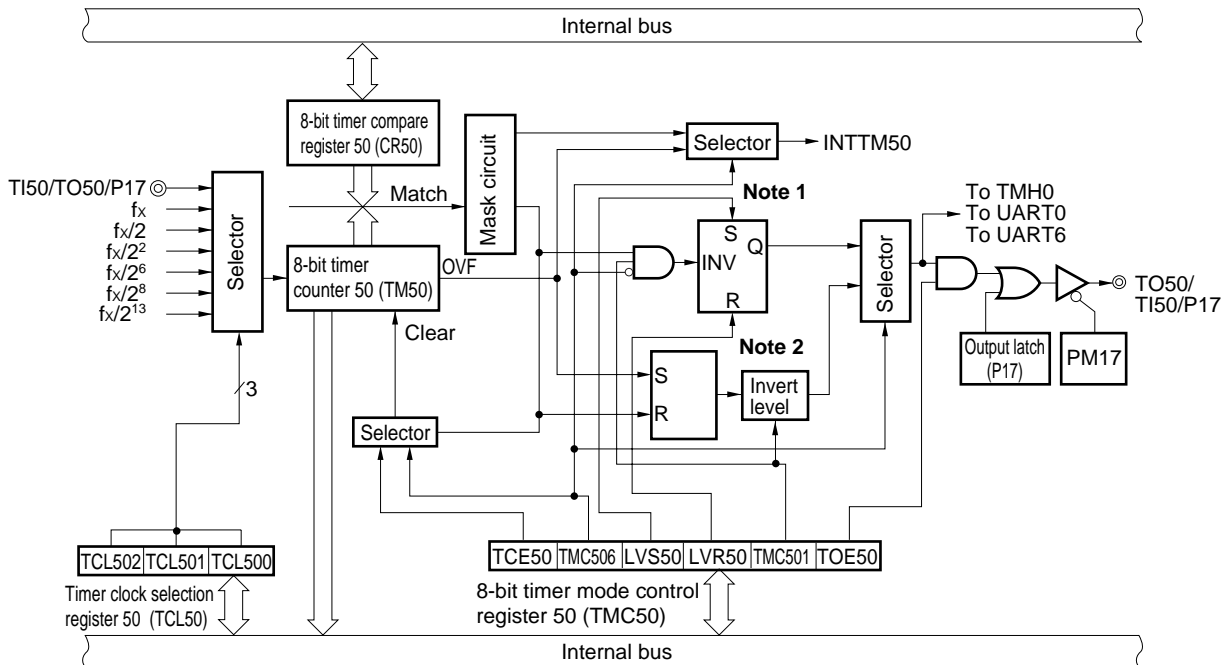 Internal bus
8-bit timer compare
register 50 (CR50)
Mask circuit
Selector
INTTM50
TI50/TO50/P17
fX
fX/2
fX/2²
fX/2⁶
fX/2⁸
fX/2¹³
Selector
Match
Note 1
S
Q
INV
R
To TMH0
To UART0
To UART6
8-bit timer
counter 50 (TM50)
OVF
Selector
TO50/
TI50/P17
Clear
Note 2
Output latch
(P17)
PM17
3
S
R
Invert
level
Selector
TCL502 TCL501 TCL500
Timer clock selection
register 50 (TCL50)
TCE50 TMC506 LVS50 LVR50 TMC501 TOE50
8-bit timer mode control
register 50 (TMC50)
Internal bus